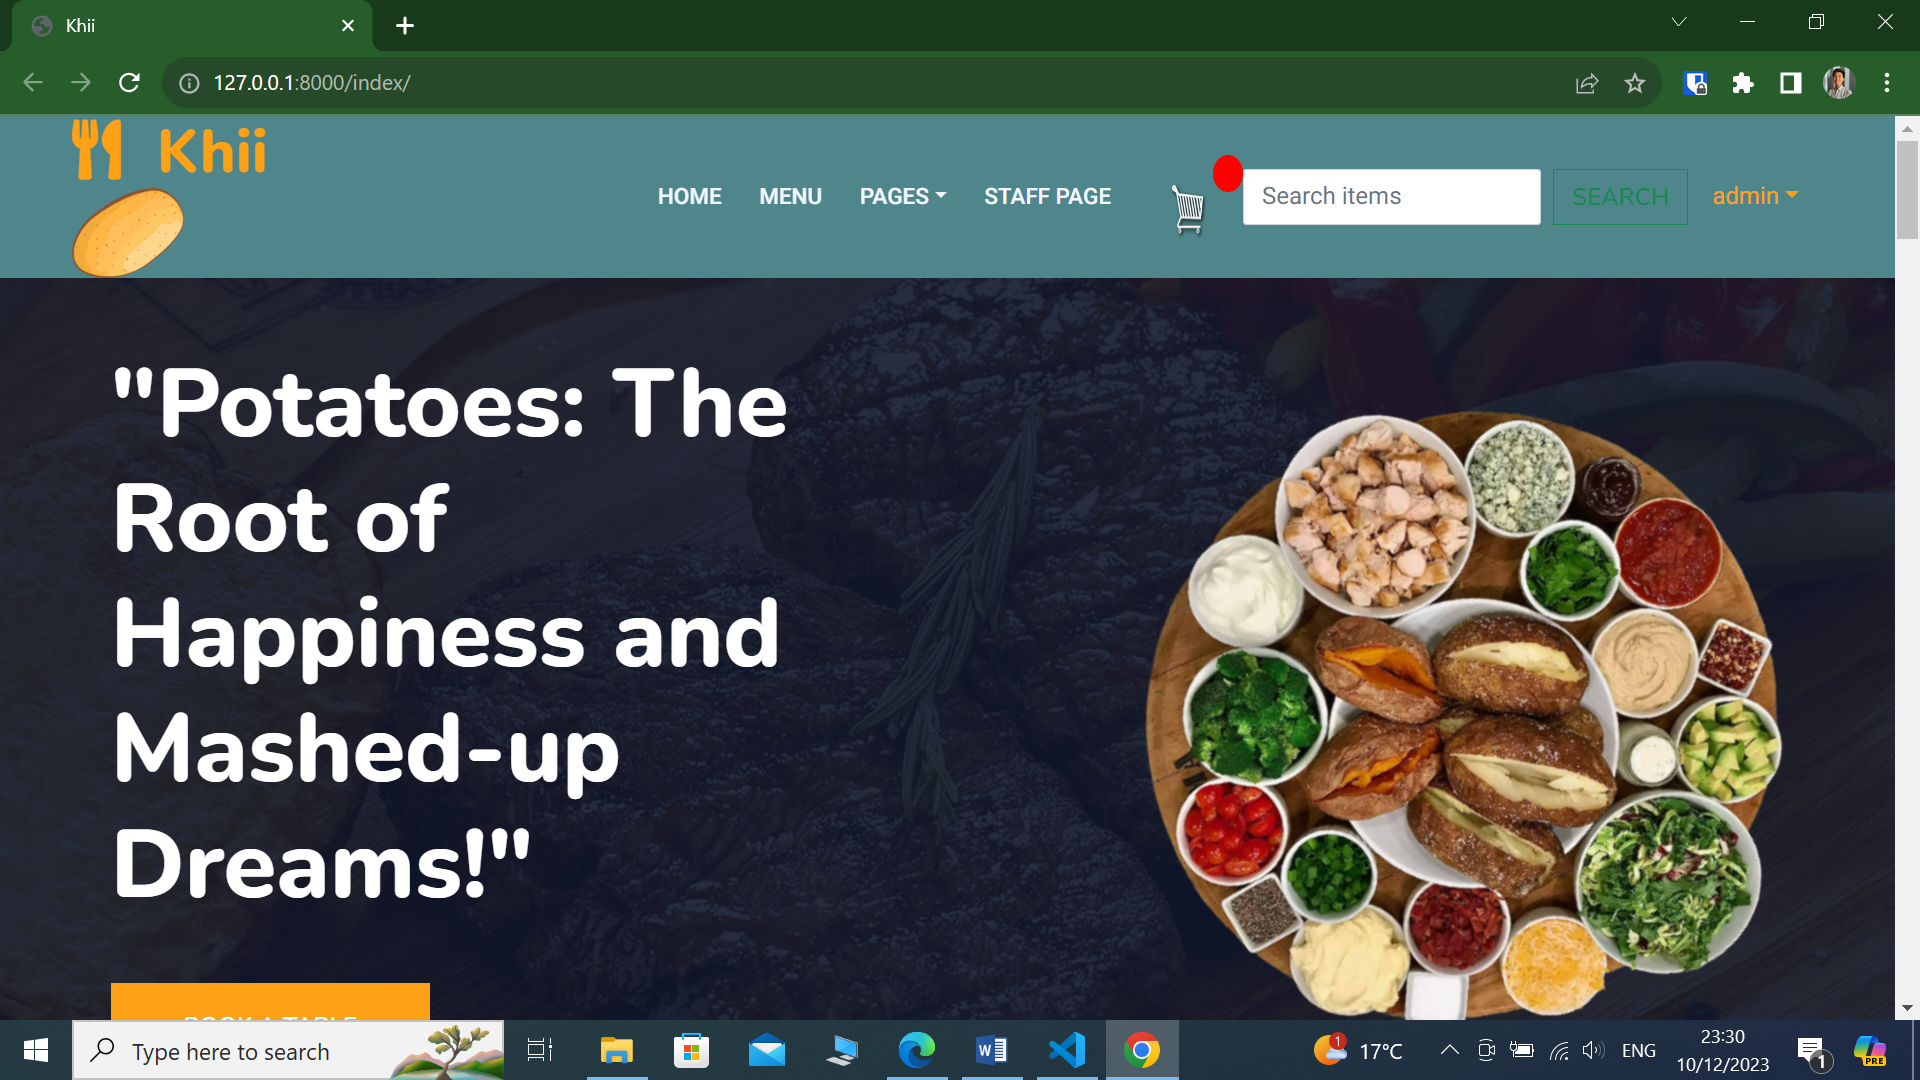 Khii
127.0.0.1:8000/index/
Khii
HOME MENU PAGES STAFF PAGE Search items SEARCH admin
"Potatoes: The
Root of
Happiness and
Mashed-up
Dreams!"
BOOK A TABLE
Type here to search
1
17°C
ENG
23:30
10/12/2023
1
PRE